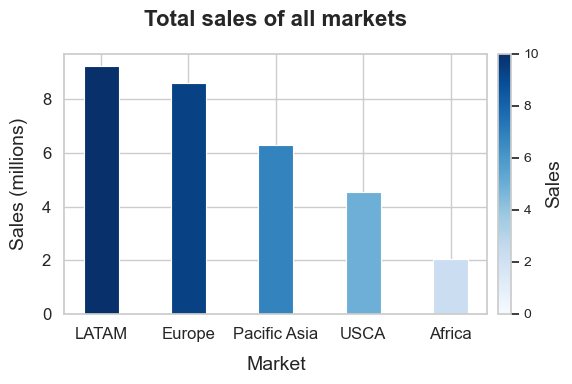 Total sales of all markets
Sales (millions)
8
6
4
2
0
LATAM Europe Pacific Asia USCA Africa
Market
10
8
6
4
2
0
Sales